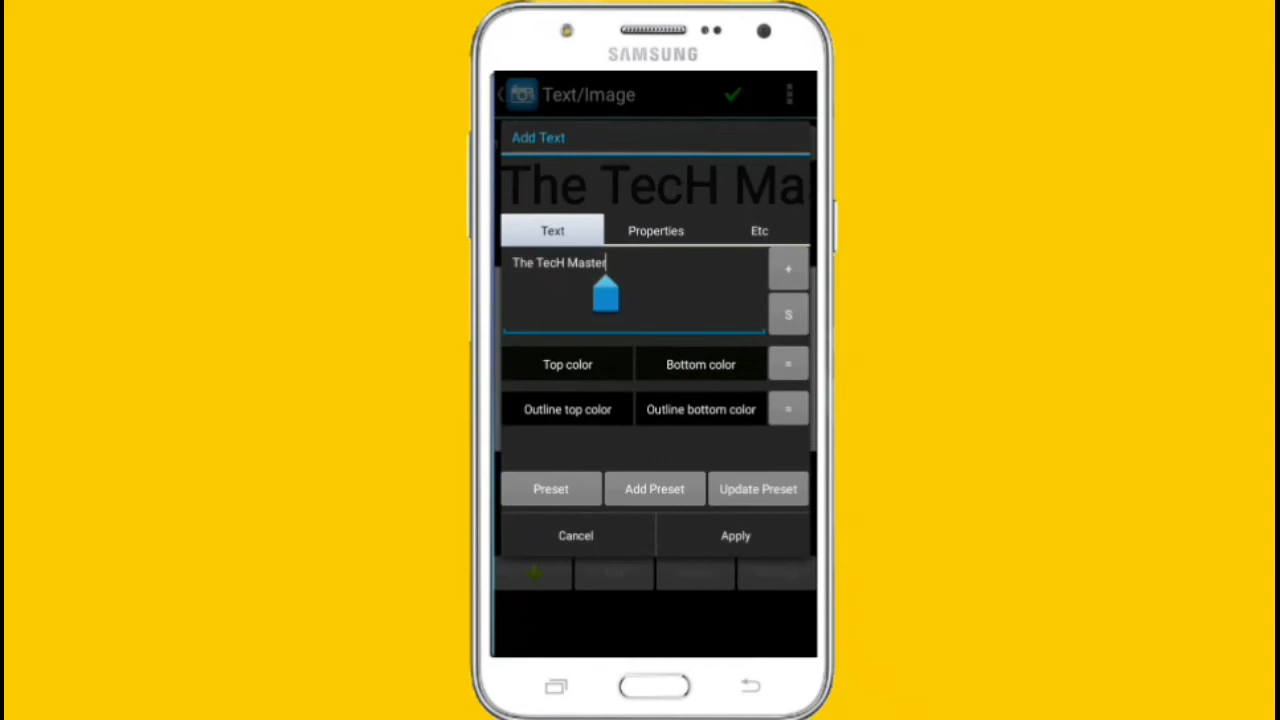 SAMSUNG
Text/Image
Add Text
The TecH Mas
Text Properties Etc
The TecH Master
+
S
Top color Bottom color =
Outline top color Outline bottom color =
Preset Add Preset Update Preset
Cancel Apply